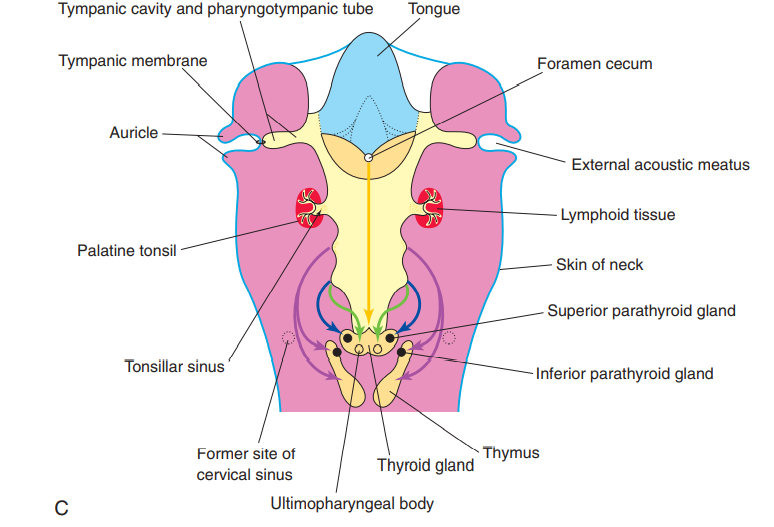 Tympanic cavity and pharyngotympanic tube
Tongue
Tympanic membrane
Foramen cecum
Auricle
External acoustic meatus
Lymphoid tissue
Palatine tonsil
Skin of neck
Superior parathyroid gland
Tonsillar sinus
Inferior parathyroid gland
Former site of
cervical sinus
Thymus
Thyroid gland
Ultimopharyngeal body
C